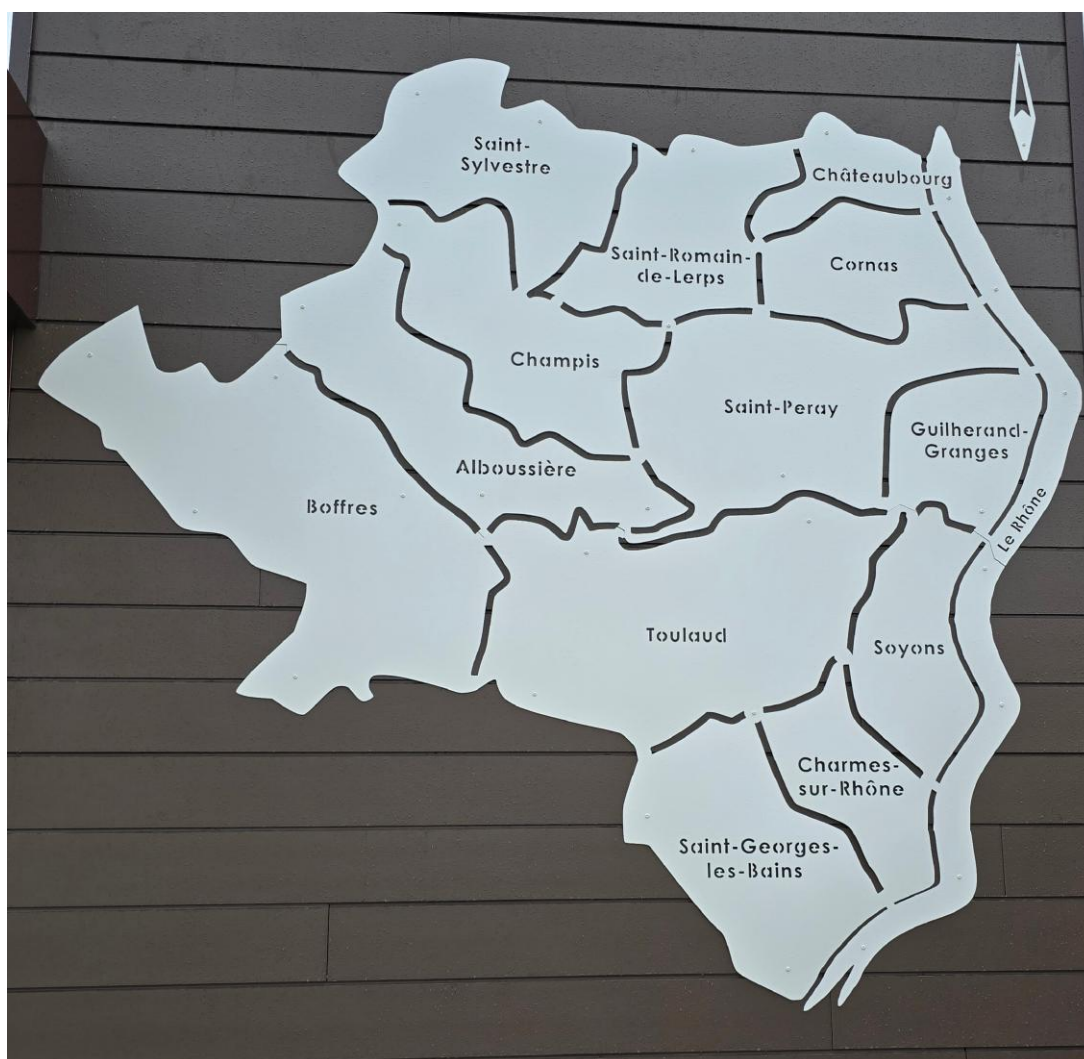 Saint-
Sylvestre
Châteaubourg
Saint-Romain-
de-Lerps
Cornas
Champis
Saint-Peray
Guilherand-
Granges
Alboussière
Boffres
Le Rhône
Toulaud
Soyons
Charmes-
sur-Rhône
Saint-Georges-
les-Bains